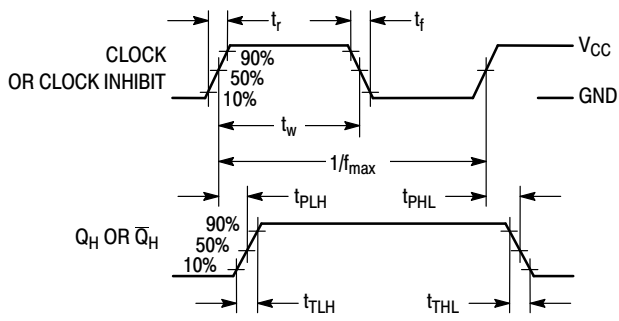 t_r
t_f
CLOCK
OR CLOCK INHIBIT
90%
50%
10%
V_CC
GND
t_w
1/f_max
t_PLH
t_PHL
Q_H OR Q̅_H
90%
50%
10%
t_TLH
t_THL